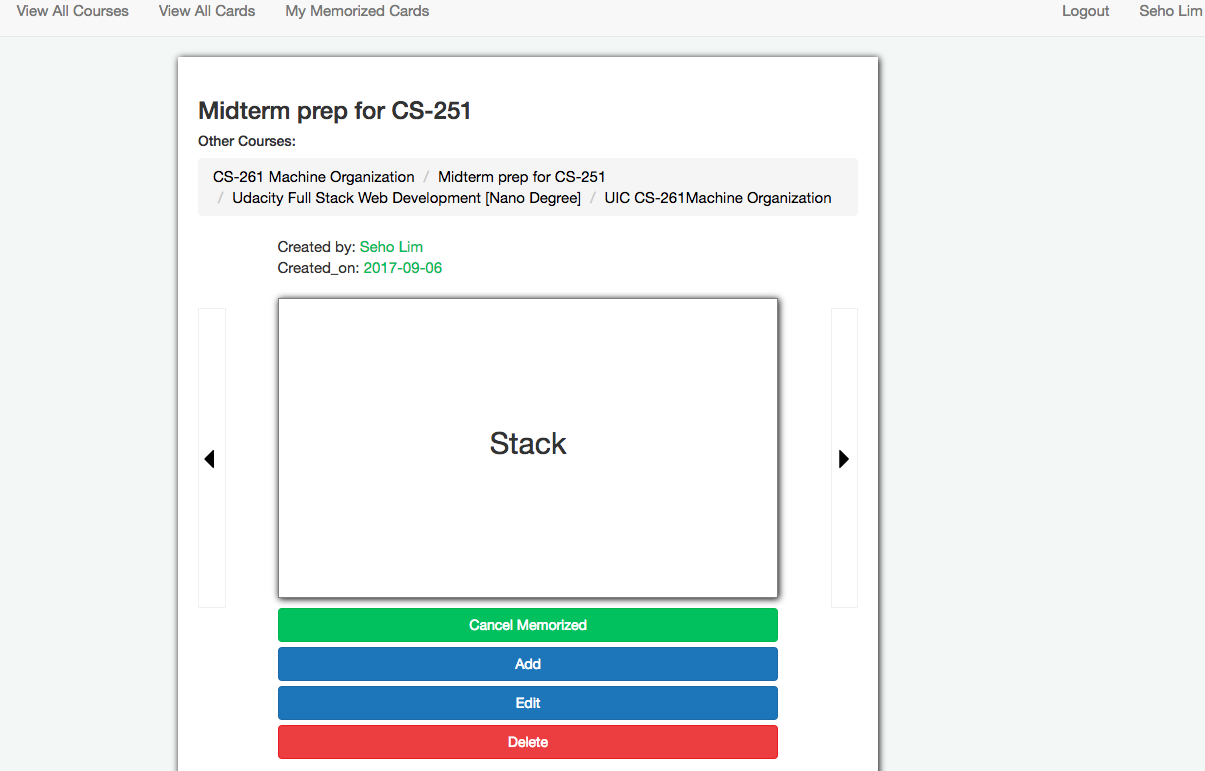 View All Courses View All Cards My Memorized Cards Logout Seho Lim
Midterm prep for CS-251
Other Courses:
CS-261 Machine Organization / Midterm prep for CS-251
/ Udacity Full Stack Web Development [Nano Degree] / UIC CS-261Machine Organization
Created by: Seho Lim
Created_on: 2017-09-06
Stack
Cancel Memorized
Add
Edit
Delete